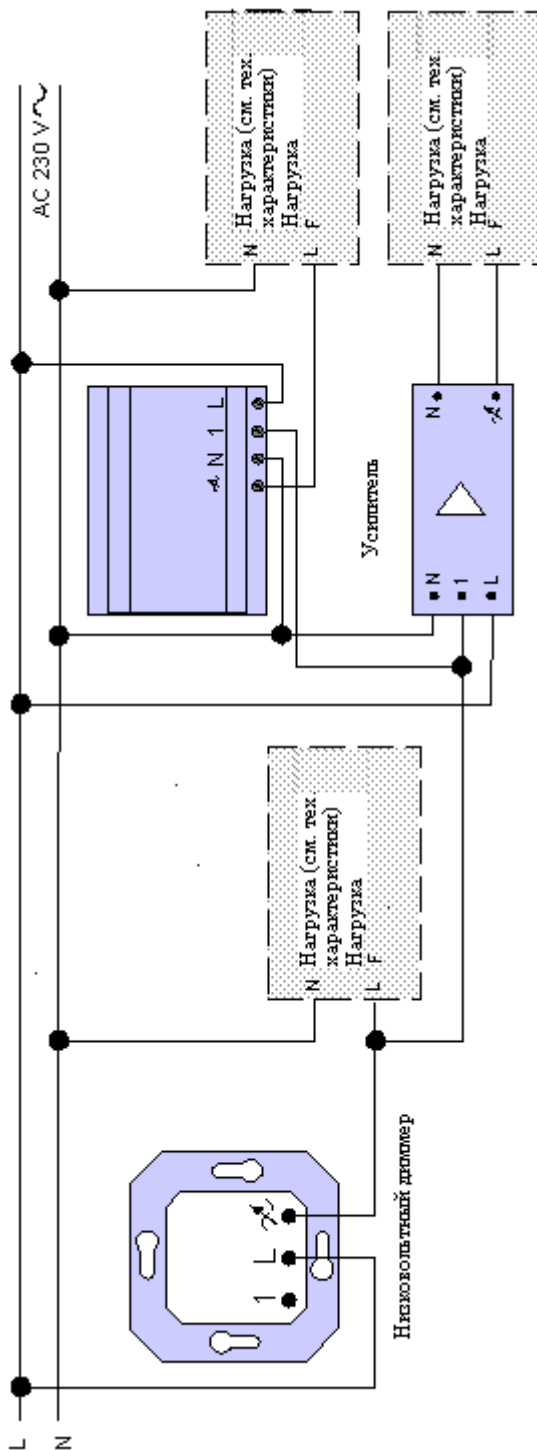 L
N
AC 230 V
1
L
Низковольтный диммер
N
Нагрузка (см. тех.
характеристики)
Нагрузка
L
F
N
1
L
N
1
L
N
Усилитель
N
Нагрузка (см. тех.
характеристики)
Нагрузка
L
F
N
Нагрузка (см. тех.
характеристики)
Нагрузка
L
F